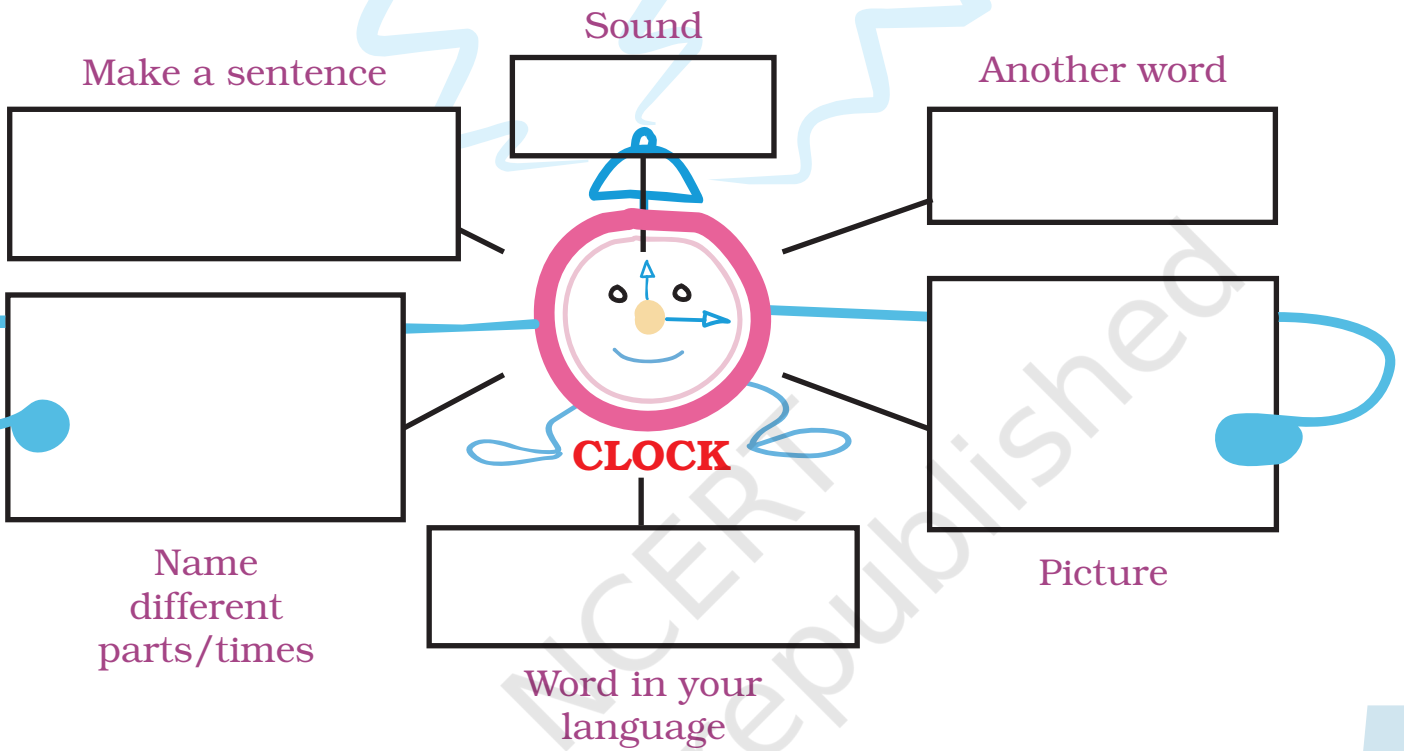 Sound
Make a sentence
Another word
CLOCK
Name
different
parts/times
Picture
Word in your
language
NCERT
republished